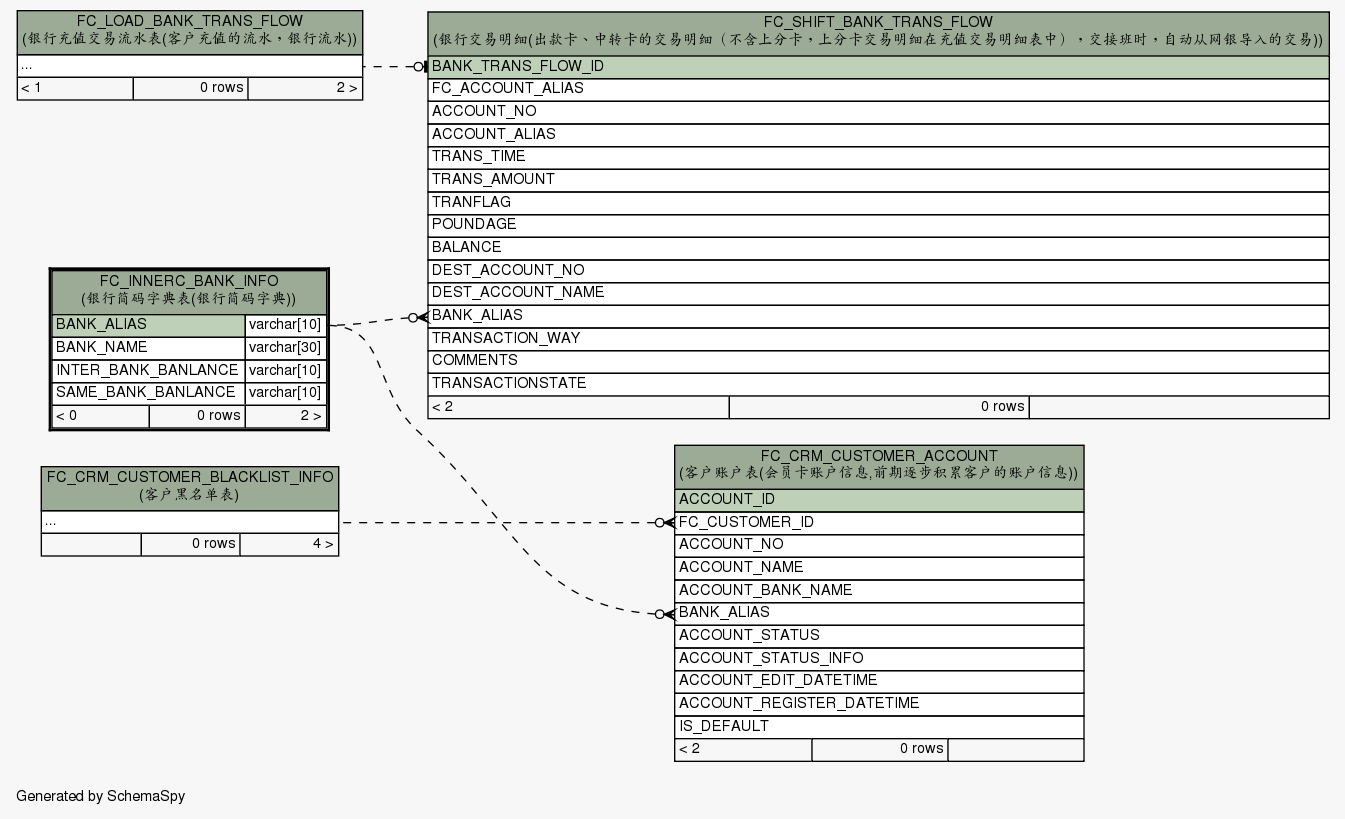 FC_LOAD_BANK_TRANS_FLOW
(银行充值交易流水表(客户充值的流水，银行流水))
...
< 1 0 rows 2 >
FC_SHIFT_BANK_TRANS_FLOW
(银行交易明细(出款卡、中转卡的交易明细（不含上分卡，上分卡交易明细在充值交易明细表中），交接班时，自动从网银导入的交易))
BANK_TRANS_FLOW_ID
FC_ACCOUNT_ALIAS
ACCOUNT_NO
ACCOUNT_ALIAS
TRANS_TIME
TRANS_AMOUNT
TRANFLAG
POUNDAGE
BALANCE
DEST_ACCOUNT_NO
DEST_ACCOUNT_NAME
BANK_ALIAS
TRANSACTION_WAY
COMMENTS
TRANSACTIONSTATE
< 2 0 rows
FC_INNERC_BANK_INFO
(银行简码字典表(银行简码字典))
BANK_ALIAS varchar[10]
BANK_NAME varchar[30]
INTER_BANK_BANLANCE varchar[10]
SAME_BANK_BANLANCE varchar[10]
< 0 0 rows 2 >
FC_CRM_CUSTOMER_BLACKLIST_INFO
(客户黑名单表)
...
0 rows 4 >
FC_CRM_CUSTOMER_ACCOUNT
(客户账户表(会员卡账户信息,前期逐步积累客户的账户信息))
ACCOUNT_ID
FC_CUSTOMER_ID
ACCOUNT_NO
ACCOUNT_NAME
ACCOUNT_BANK_NAME
BANK_ALIAS
ACCOUNT_STATUS
ACCOUNT_STATUS_INFO
ACCOUNT_EDIT_DATETIME
ACCOUNT_REGISTER_DATETIME
IS_DEFAULT
< 2 0 rows
Generated by SchemaSpy